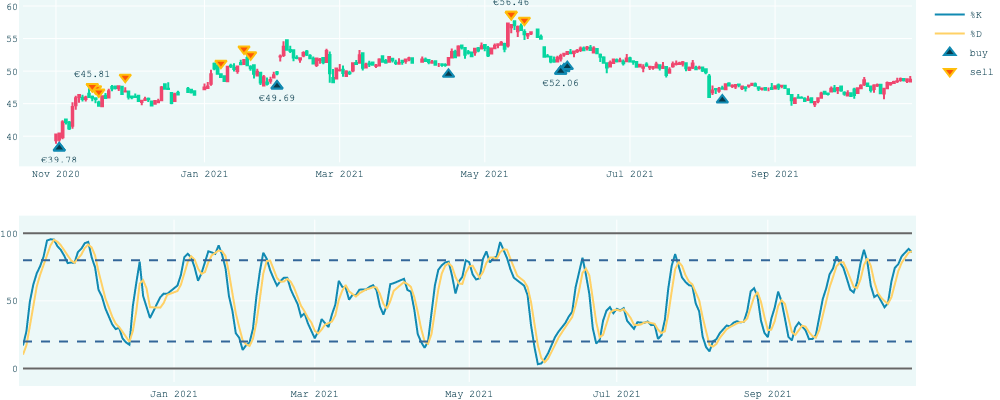 €56.46
60
55
50
45
40
€45.81
€49.69
€52.06
€39.78
Nov 2020 Jan 2021 Mar 2021 May 2021 Jul 2021 Sep 2021
%K
%D
buy
sell
100
50
0
Jan 2021 Mar 2021 May 2021 Jul 2021 Sep 2021